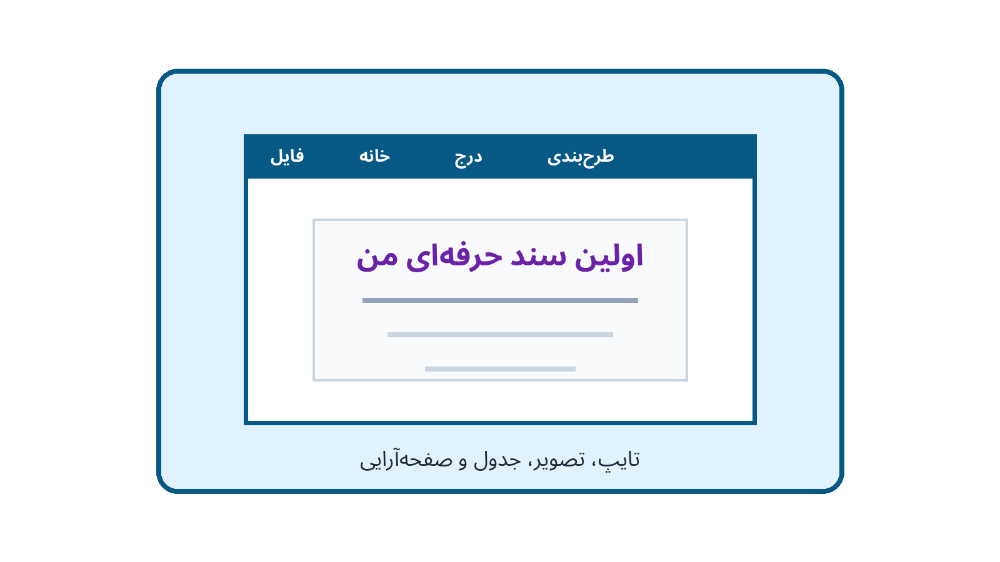 فایل خانه درج طرح‌بندی
اولین سند حرفه‌ای من
تایپ، تصویر، جدول و صفحه‌آرایی